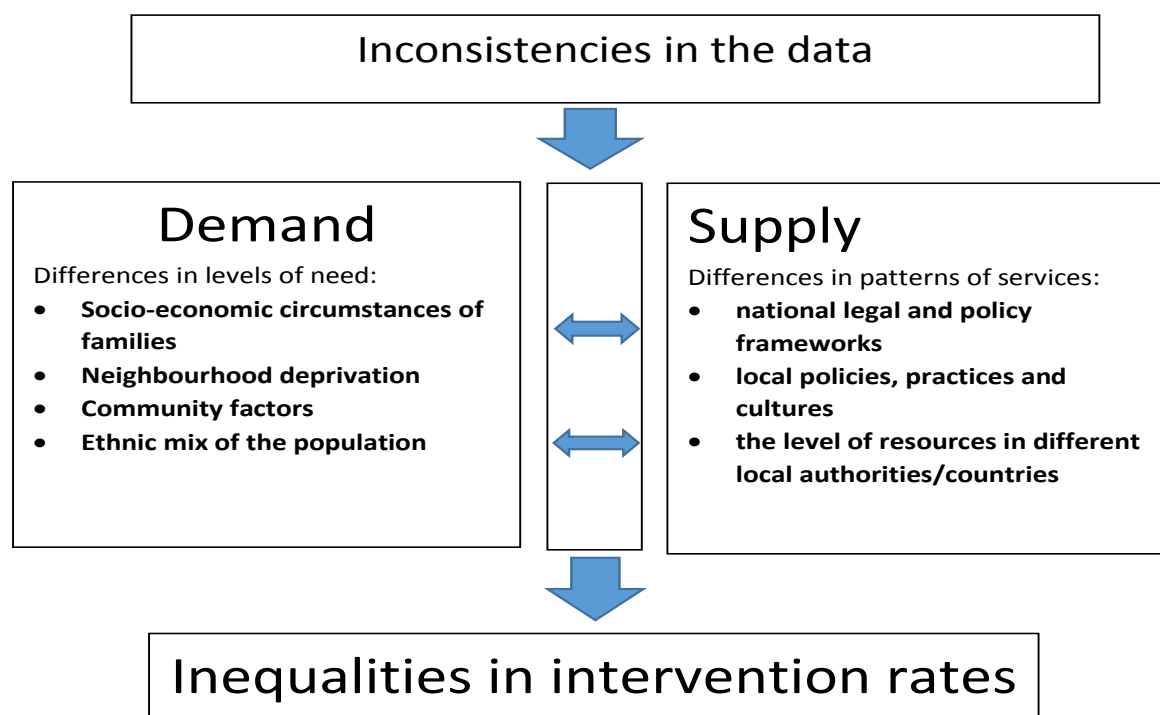 Inconsistencies in the data
Demand
Differences in levels of need:
• Socio-economic circumstances of
families
• Neighbourhood deprivation
• Community factors
• Ethnic mix of the population
Supply
Differences in patterns of services:
• national legal and policy
frameworks
• local policies, practices and
cultures
• the level of resources in different
local authorities/countries
Inequalities in intervention rates